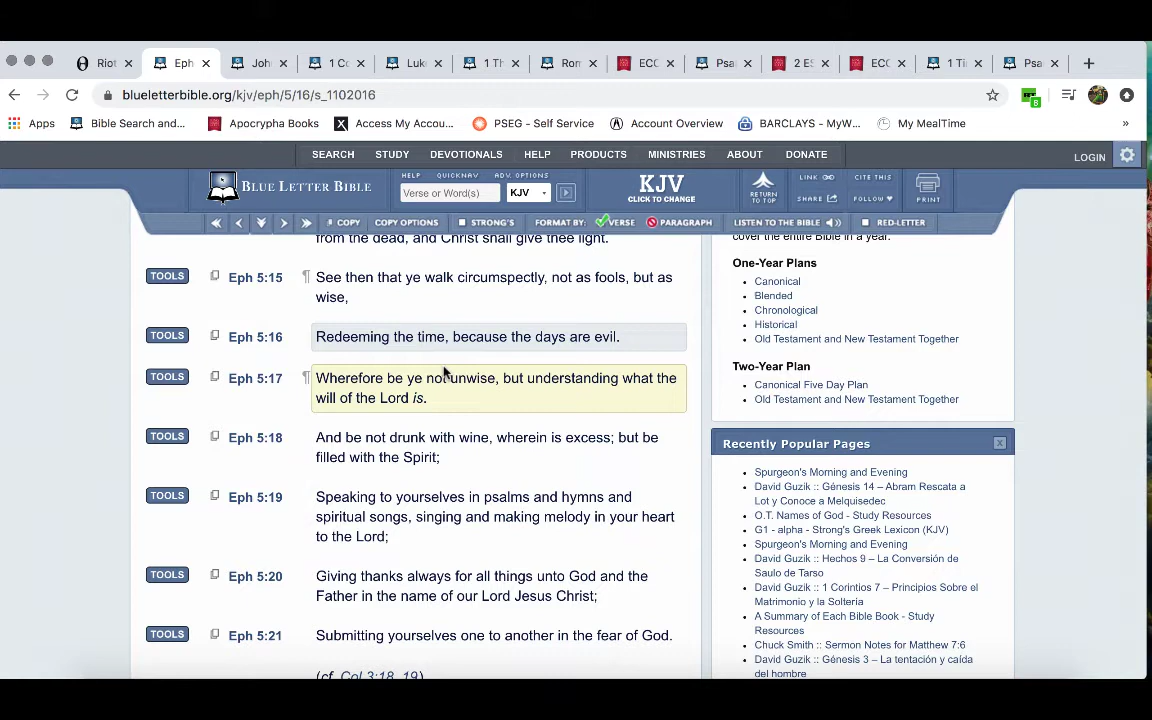 Riot
Eph
Joh
1 Co
Luk
1 Th
Rom
ECC
Psa
2 ES
ECC
1 Ti
Psa
blueletterbible.org/kjv/eph/5/16/s_1102016
8
Apps
Bible Search and...
Apocrypha Books
Access My Accou...
PSEG - Self Service
Account Overview
BARCLAYS - MyW...
My MealTime
»
SEARCH STUDY DEVOTIONALS HELP PRODUCTS MINISTRIES ABOUT DONATE
LOGIN
BLUE LETTER BIBLE
HELP QUICKNAV ADV. OPTIONS
Verse or Word(s)
KJV
KJV
CLICK TO CHANGE
RETURN
TO TOP
LINK
CITE THIS
SHARE
FOLLOW
PRINT
COPY
COPY OPTIONS
STRONG'S
FORMAT BY:
VERSE
PARAGRAPH
LISTEN TO THE BIBLE
RED-LETTER
from the dead, and Christ shall give thee light.
TOOLS
Eph 5:15
¶ See then that ye walk circumspectly, not as fools, but as
wise,
TOOLS
Eph 5:16
Redeeming the time, because the days are evil.
TOOLS
Eph 5:17
¶ Wherefore be ye not unwise, but understanding what the
will of the Lord is.
TOOLS
Eph 5:18
And be not drunk with wine, wherein is excess; but be
filled with the Spirit;
TOOLS
Eph 5:19
Speaking to yourselves in psalms and hymns and
spiritual songs, singing and making melody in your heart
to the Lord;
TOOLS
Eph 5:20
Giving thanks always for all things unto God and the
Father in the name of our Lord Jesus Christ;
TOOLS
Eph 5:21
Submitting yourselves one to another in the fear of God.
(cf. Col 3:18, 19)
cover the entire Bible in a year.
One-Year Plans
Canonical
Blended
Chronological
Historical
Old Testament and New Testament Together
Two-Year Plan
Canonical Five Day Plan
Old Testament and New Testament Together
Recently Popular Pages
Spurgeon's Morning and Evening
David Guzik :: Génesis 14 – Abram Rescata a
Lot y Conoce a Melquisedec
O.T. Names of God - Study Resources
G1 - alpha - Strong's Greek Lexicon (KJV)
Spurgeon's Morning and Evening
David Guzik :: Hechos 9 – La Conversión de
Saulo de Tarso
David Guzik :: 1 Corintios 7 – Principios Sobre el
Matrimonio y la Soltería
A Summary of Each Bible Book - Study
Resources
Chuck Smith :: Sermon Notes for Matthew 7:6
David Guzik :: Génesis 3 – La tentación y caída
del hombre